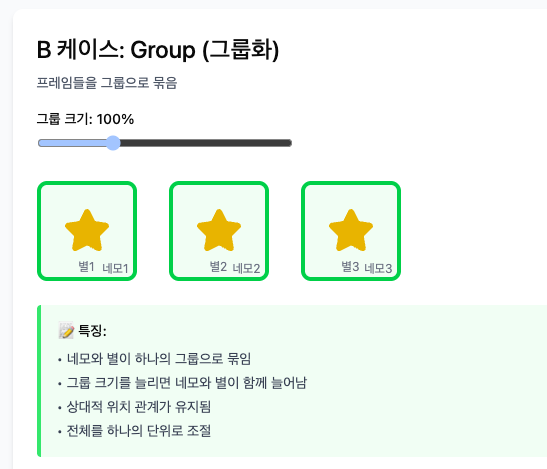 B 케이스: Group (그룹화)
프레임들을 그룹으로 묶음
그룹 크기: 100%
별1 네모1 별2 네모2 별3 네모3
📝 특징:
• 네모와 별이 하나의 그룹으로 묶임
• 그룹 크기를 늘리면 네모와 별이 함께 늘어남
• 상대적 위치 관계가 유지됨
• 전체를 하나의 단위로 조절